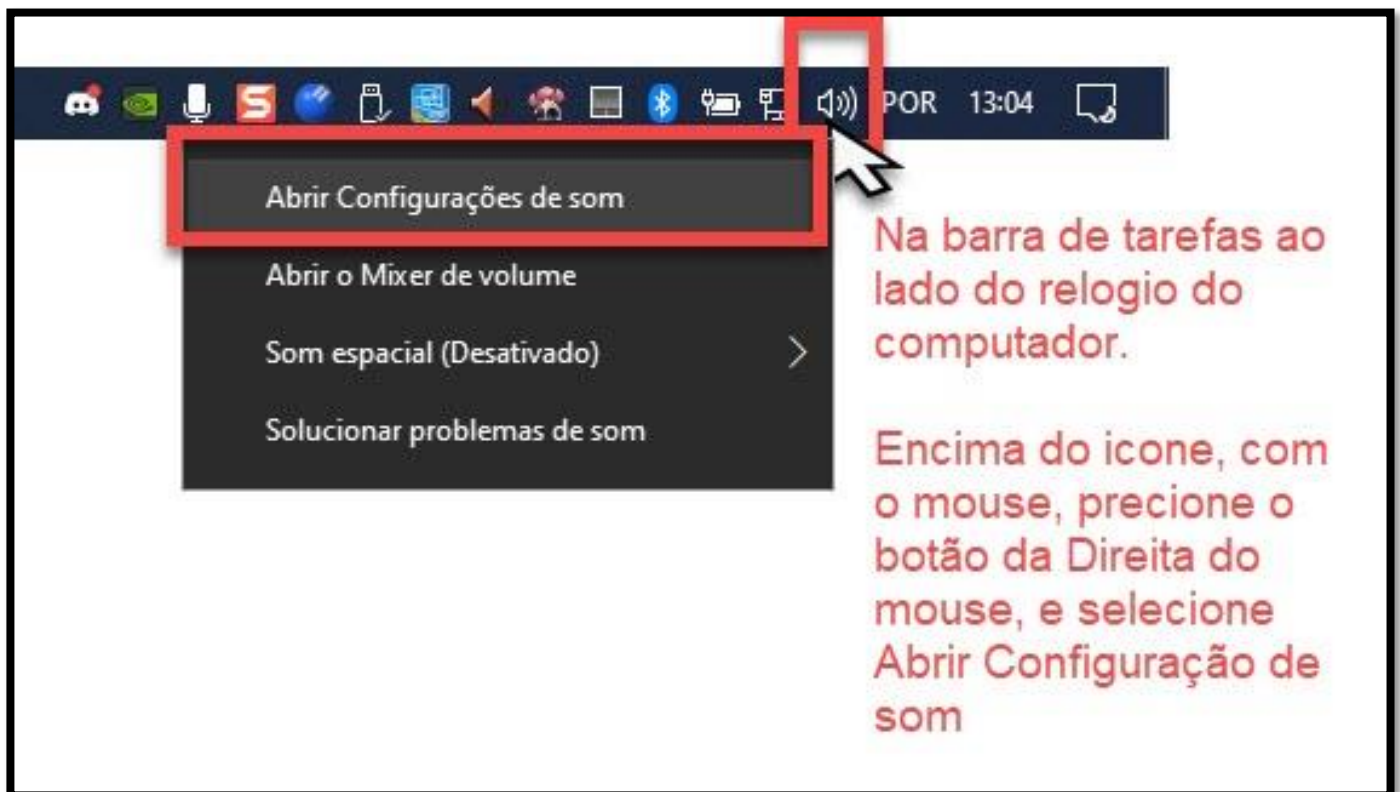 POR 13:04
Abrir Configurações de som
Abrir o Mixer de volume
Som espacial (Desativado)
Solucionar problemas de som
Na barra de tarefas ao
lado do relogio do
computador.
Encima do icone, com
o mouse, precione o
botão da Direita do
mouse, e selecione
Abrir Configuração de
som